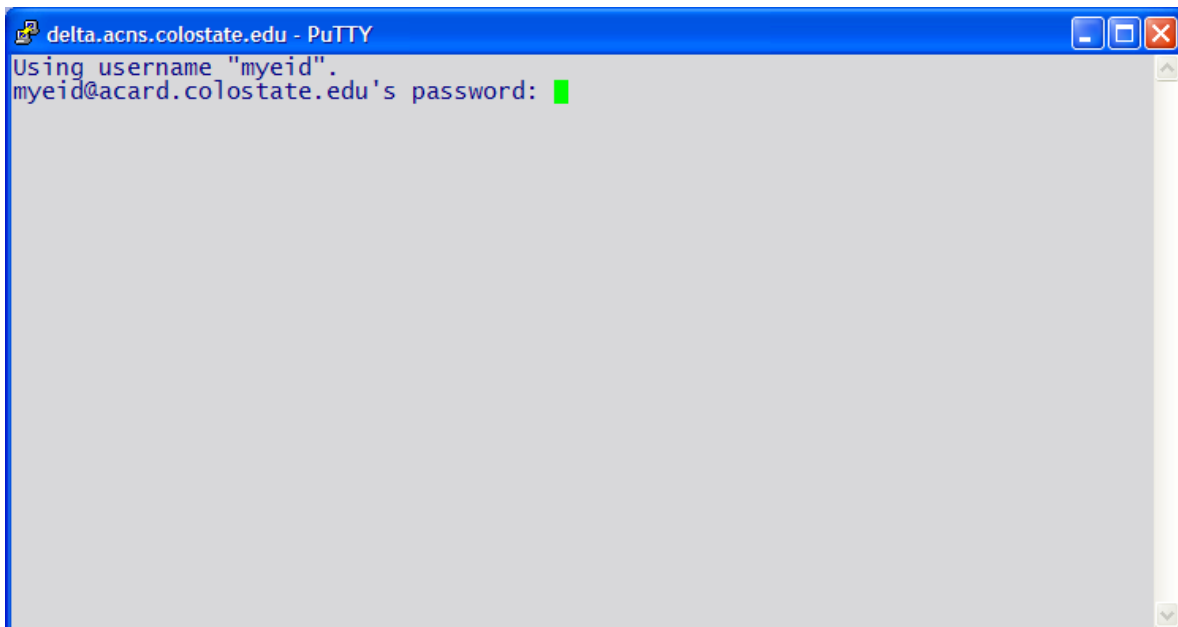 delta.acns.colostate.edu - PuTTY
Using username "myeid".
myeid@acard.colostate.edu's password: